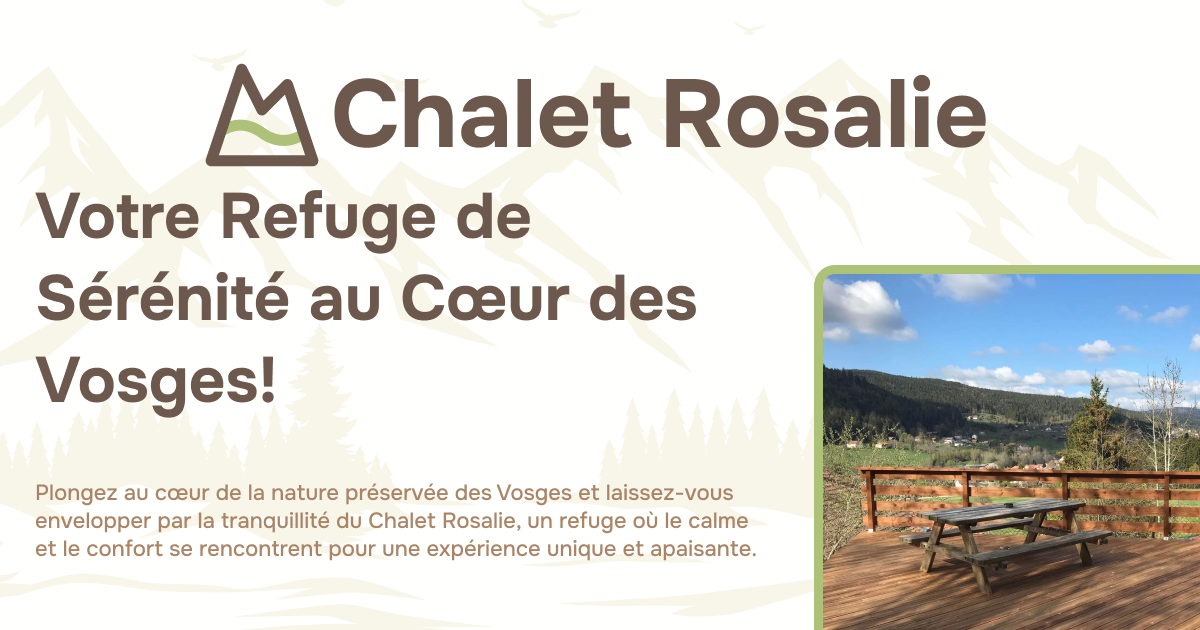 Chalet Rosalie
Votre Refuge de
Sérénité au Cœur des
Vosges!
Plongez au cœur de la nature préservée des Vosges et laissez-vous
envelopper par la tranquillité du Chalet Rosalie, un refuge où le calme
et le confort se rencontrent pour une expérience unique et apaisante.